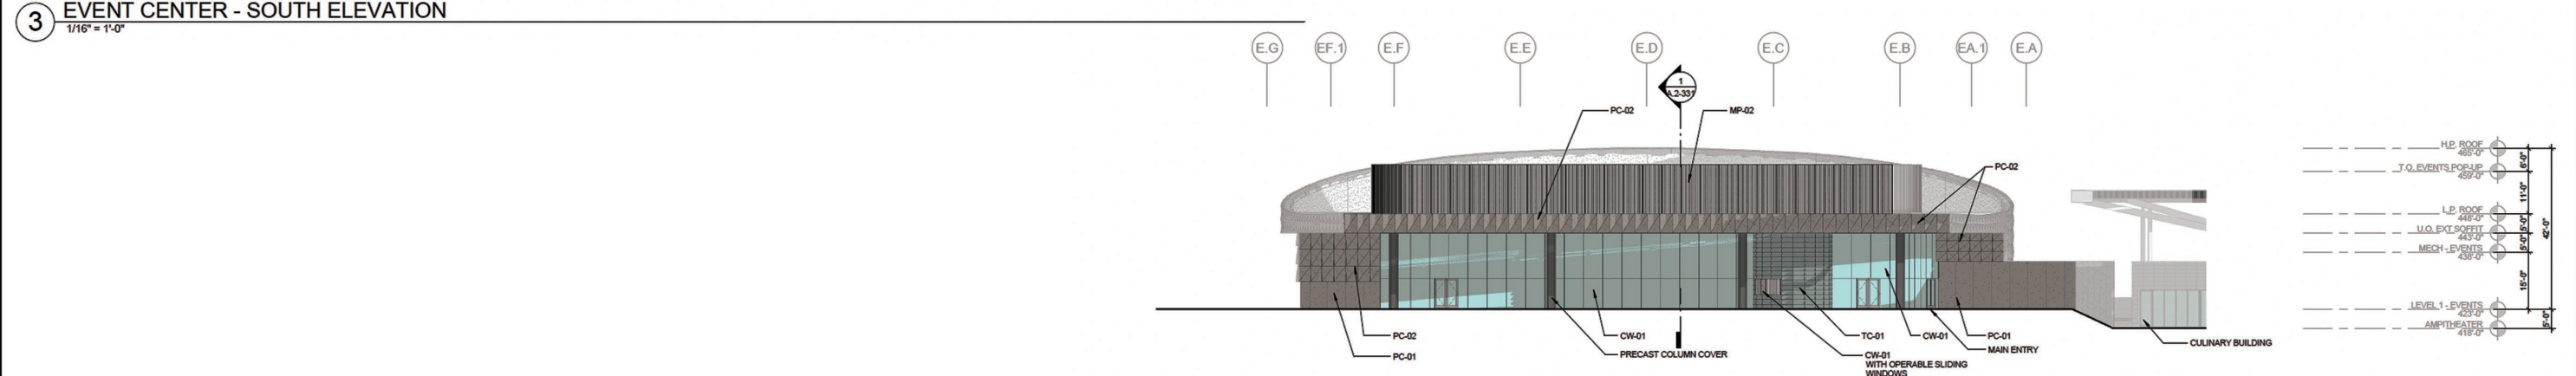 3
EVENT CENTER - SOUTH ELEVATION
1/16" = 1'-0"
E.G
EF.1
E.F
E.E
E.D
E.C
E.B
EA.1
E.A
1
A.2-331
PC-02
MP-02
PC-02
H.P. ROOF
465'-0"
T.O. EVENTS POP-UP
459'-0"
L.P. ROOF
448'-0"
U.O. EXT SOFFIT
443'-0"
MECH - EVENTS
438'-0"
LEVEL 1 - EVENTS
423'-0"
AMPITHEATER
418'-0"
6'-0"
11'-0"
5'-0"
5'-0"
15'-0"
5'-0"
42'-0"
PC-02
PC-01
CW-01
PRECAST COLUMN COVER
TC-01
CW-01
WITH OPERABLE SLIDING
WINDOWS
CW-01
PC-01
MAIN ENTRY
CULINARY BUILDING